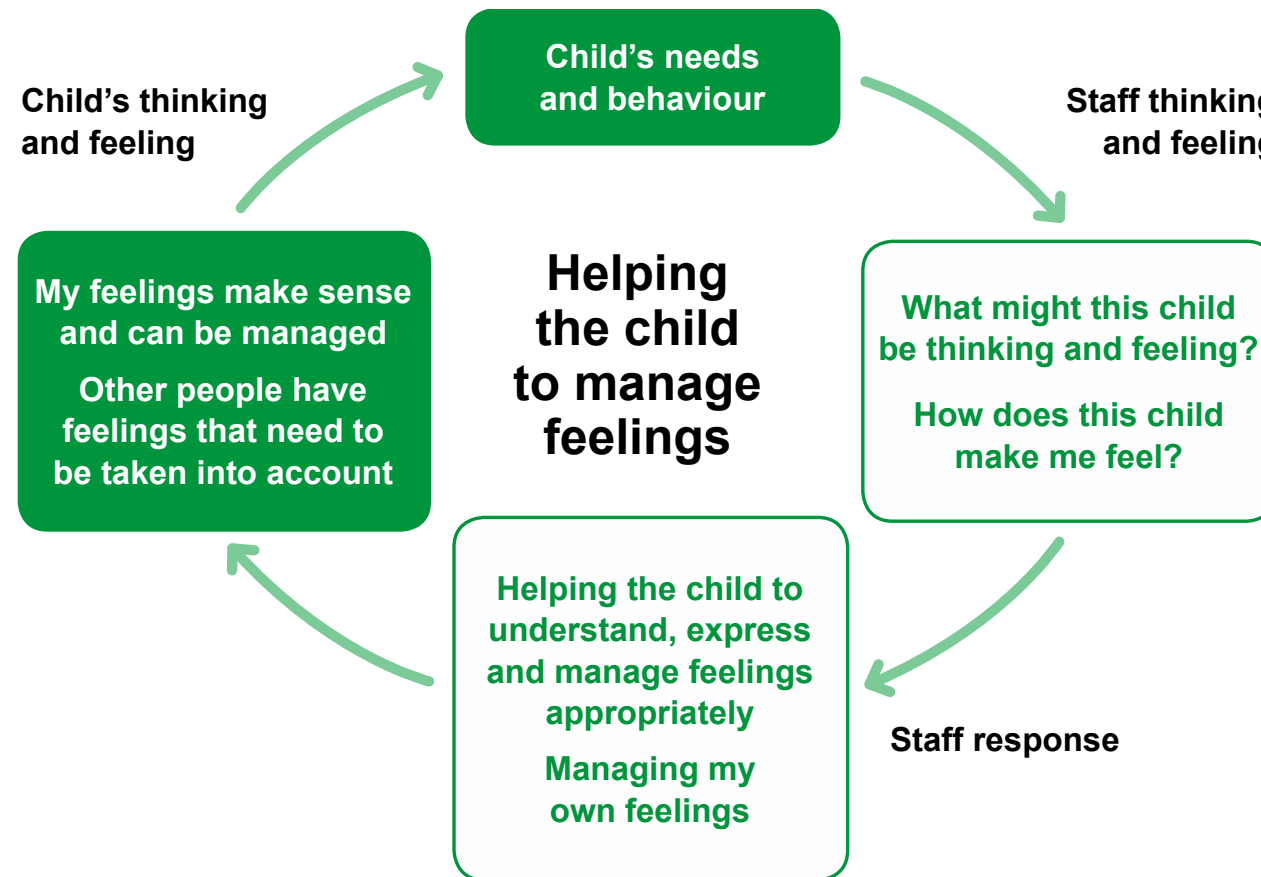 Child’s needs
and behaviour
Child’s thinking
and feeling
Staff thinking
and feeling
My feelings make sense
and can be managed
Other people have
feelings that need to
be taken into account
Helping
the child
to manage
feelings
What might this child
be thinking and feeling?
How does this child
make me feel?
Helping the child to
understand, express
and manage feelings
appropriately
Managing my
own feelings
Staff response